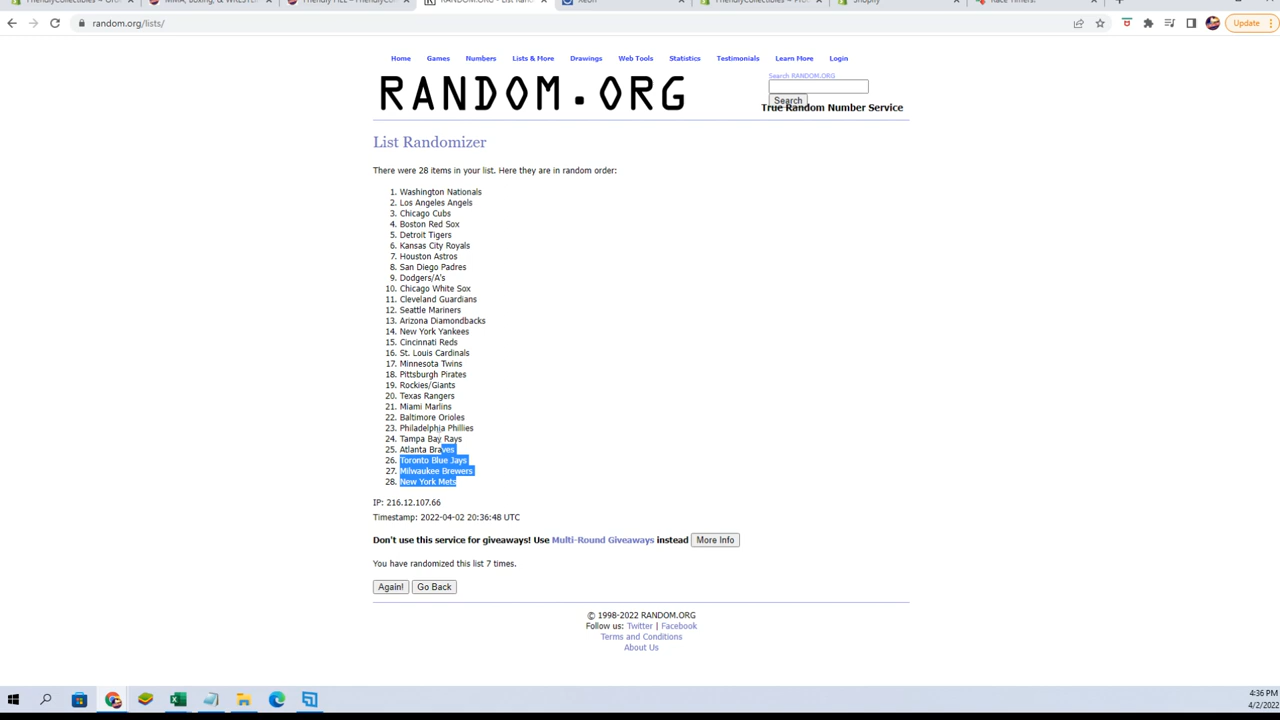 RANDOM.ORG - List Ran
Update
random.org/lists/
Home Games Numbers Lists & More Drawings Web Tools Statistics Testimonials Learn More Login
RANDOM.ORG
Search RANDOM.ORG
Search
True Random Number Service
List Randomizer
There were 28 items in your list. Here they are in random order:
1. Washington Nationals
2. Los Angeles Angels
3. Chicago Cubs
4. Boston Red Sox
5. Detroit Tigers
6. Kansas City Royals
7. Houston Astros
8. San Diego Padres
9. Dodgers/A's
10. Chicago White Sox
11. Cleveland Guardians
12. Seattle Mariners
13. Arizona Diamondbacks
14. New York Yankees
15. Cincinnati Reds
16. St. Louis Cardinals
17. Minnesota Twins
18. Pittsburgh Pirates
19. Rockies/Giants
20. Texas Rangers
21. Miami Marlins
22. Baltimore Orioles
23. Philadelphia Phillies
24. Tampa Bay Rays
25. Atlanta Braves
26. Toronto Blue Jays
27. Milwaukee Brewers
28. New York Mets
IP: 216.12.107.66
Timestamp: 2022-04-02 20:36:48 UTC
Don't use this service for giveaways! Use Multi-Round Giveaways instead More Info
You have randomized this list 7 times.
Again! Go Back
© 1998-2022 RANDOM.ORG
Follow us: Twitter | Facebook
Terms and Conditions
About Us
4:36 PM
4/2/2022